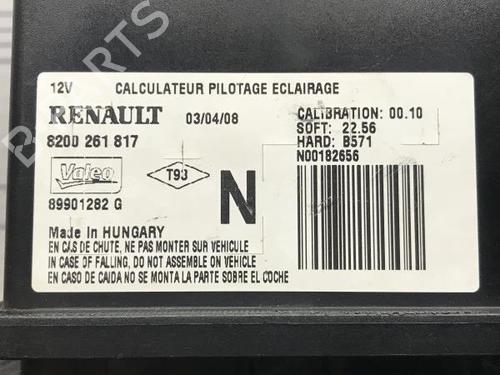 12V CALCULATEUR PILOTAGE ECLAIRAGE
RENAULT 03/04/08
8200 261 817
CALIBRATION: 00.10
SOFT: 22.56
HARD: B571
N00182656
Valeo
T93
N
89901282 G
Made In HUNGARY
EN CAS DE CHUTE, NE PAS MONTER SUR VEHICULE
IN CASE OF FALLING, DO NOT ASSEMBLE ON VEHICLE
EN CASO DE CAIDA NO SE MONTA LA PARTE SOBRE EL COCHE